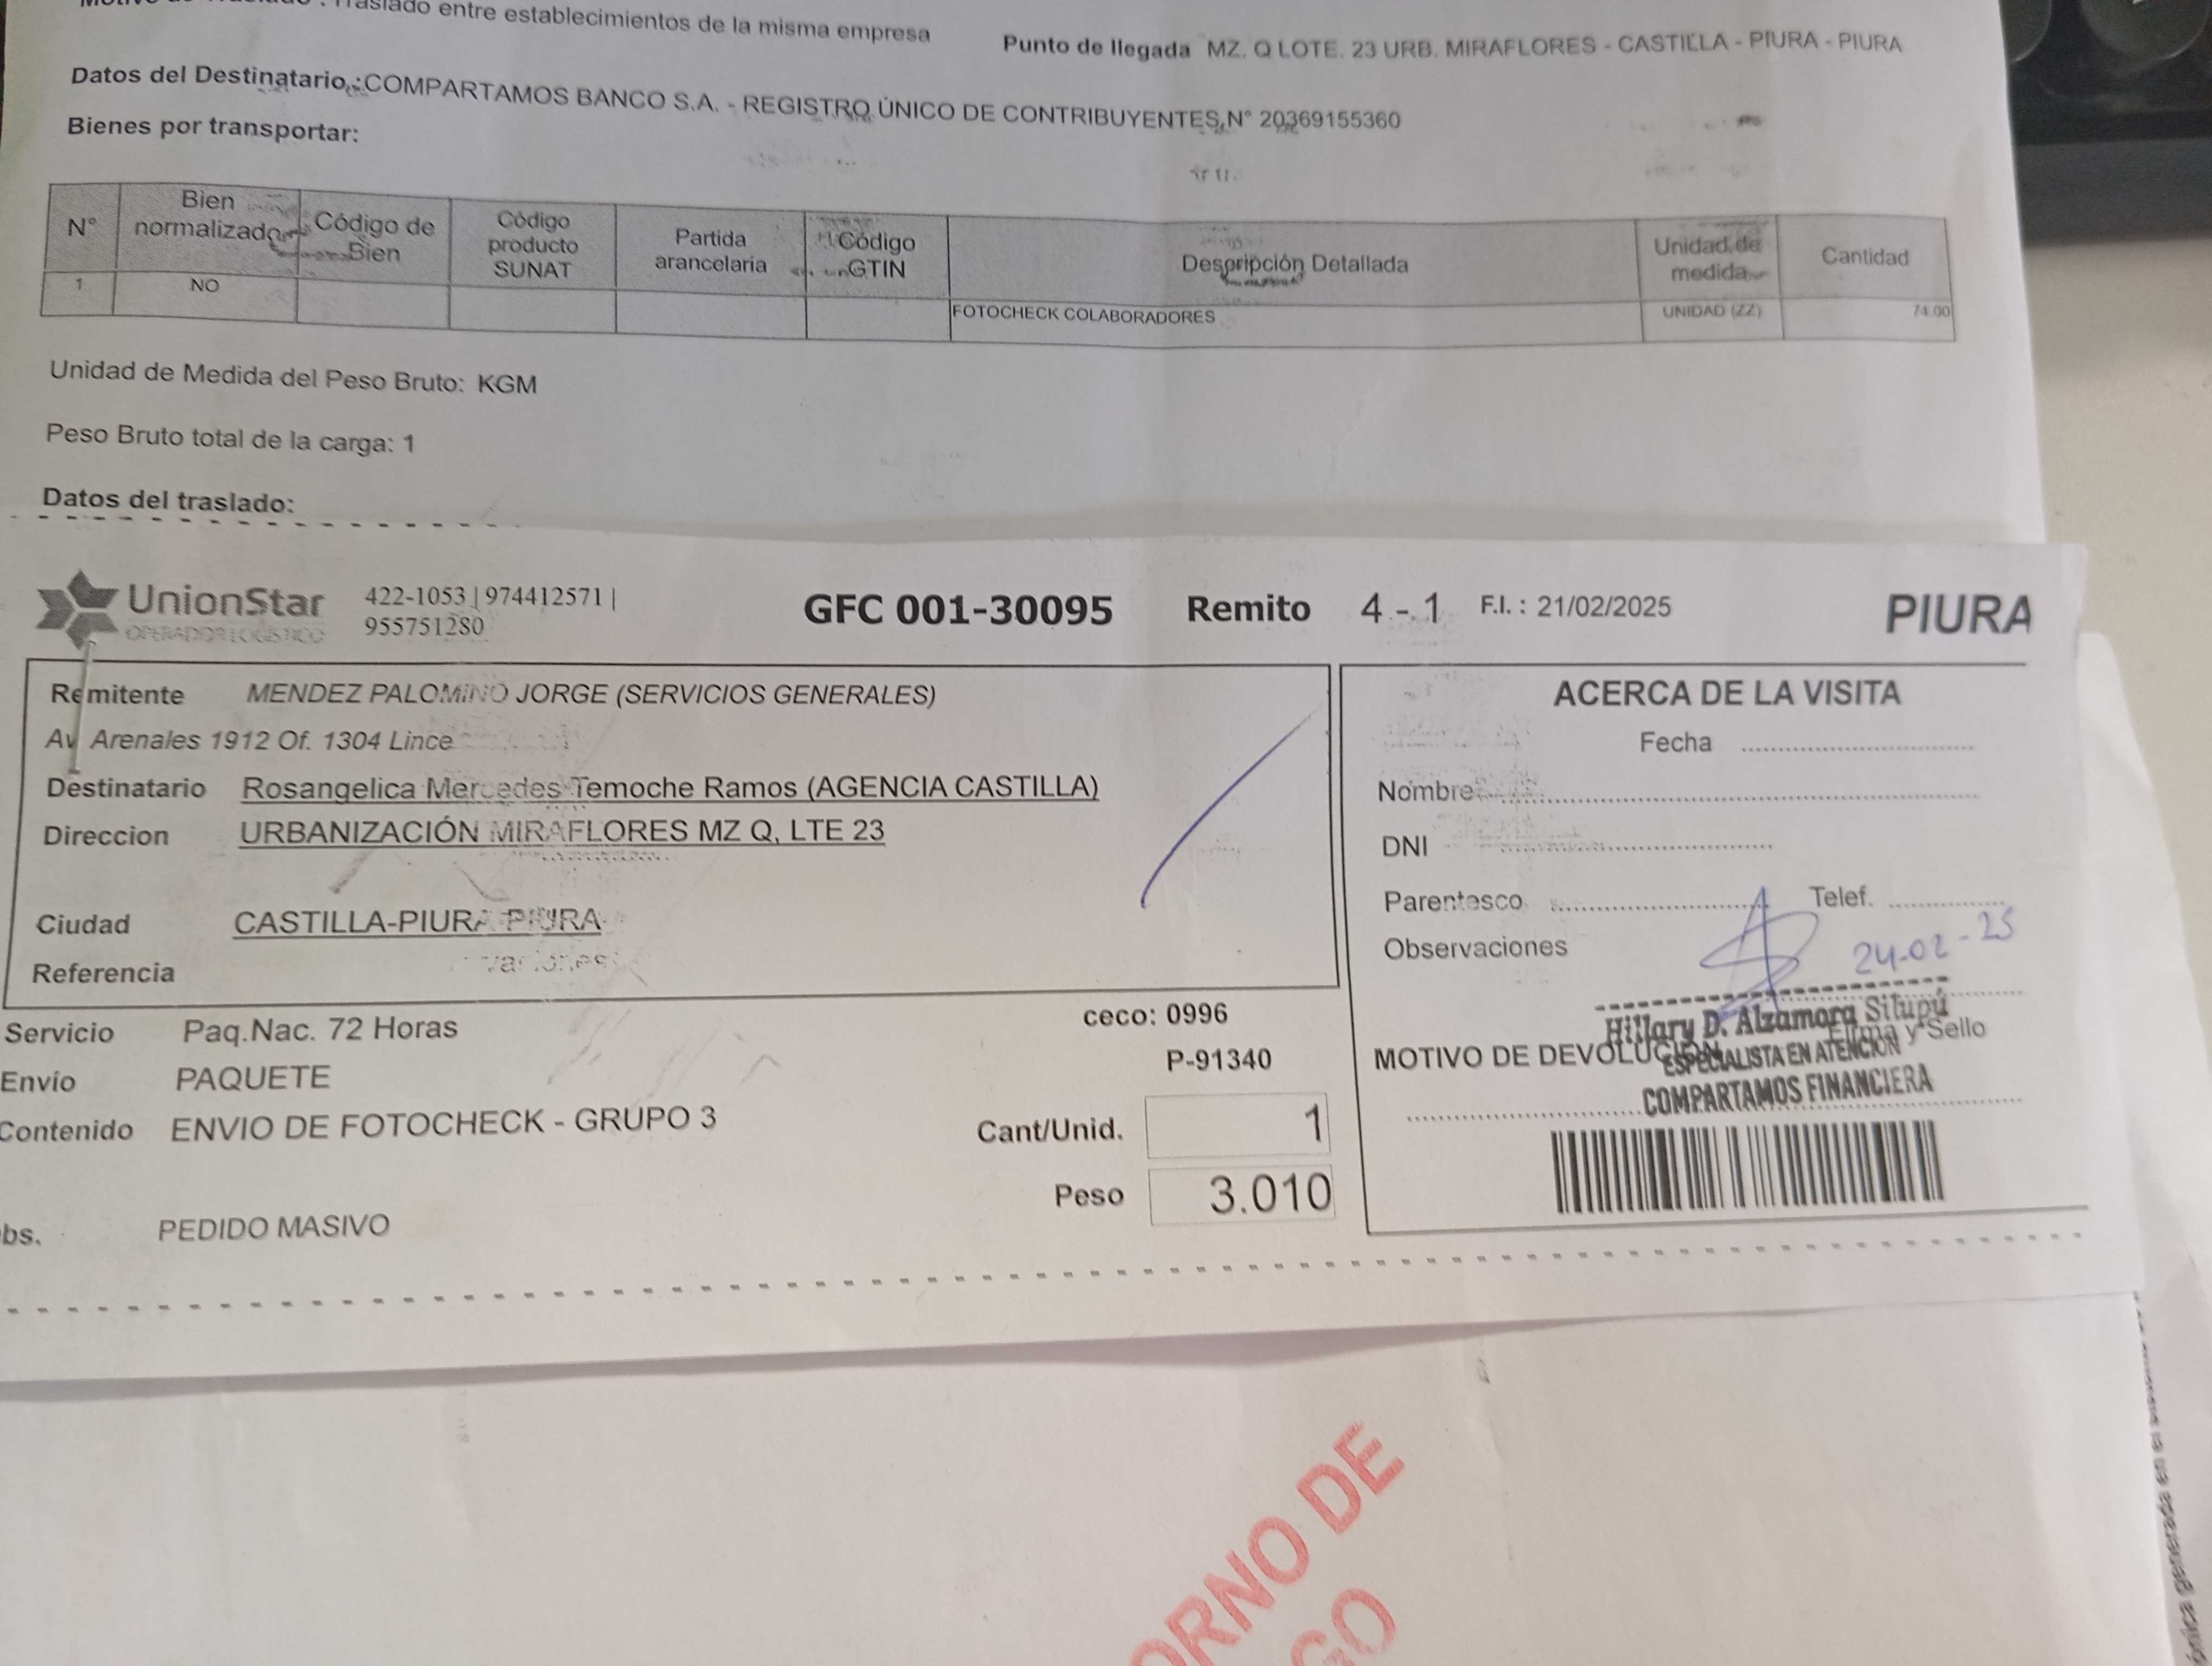 Traslado entre establecimientos de la misma empresa
Punto de llegada MZ. Q LOTE. 23 URB. MIRAFLORES - CASTILLA - PIURA - PIURA
Datos del Destinatario : COMPARTAMOS BANCO S.A. - REGISTRO ÚNICO DE CONTRIBUYENTES N° 20369155360
Bienes por transportar:
N° Bien normalizado Código de Bien Código producto SUNAT Partida arancelaria Código GTIN Descripción Detallada Unidad de medida Cantidad
1 NO FOTOCHECK COLABORADORES UNIDAD (ZZ) 74.00
Unidad de Medida del Peso Bruto: KGM
Peso Bruto total de la carga: 1
Datos del traslado:
UnionStar 422-1053 | 974412571 | GFC 001-30095 Remito 4 - 1 F.I. : 21/02/2025 PIURA
OPERADOR LOGÍSTICO 955751280
Remitente MENDEZ PALOMINO JORGE (SERVICIOS GENERALES)
Av Arenales 1912 Of. 1304 Lince
Destinatario Rosangelica Mercedes Temoche Ramos (AGENCIA CASTILLA)
Direccion URBANIZACIÓN MIRAFLORES MZ Q, LTE 23
Ciudad CASTILLA-PIURA-PIURA
Referencia
Servicio Paq.Nac. 72 Horas
ceco: 0996
P-91340
Envío PAQUETE
Contenido ENVIO DE FOTOCHECK - GRUPO 3
Cant/Unid. 1
Peso 3.010
bs. PEDIDO MASIVO
ACERCA DE LA VISITA
Fecha
Nombre
DNI
Parentesco Telef.
Observaciones
24-02-25
Hillary D. Alzamora Silupú
Firma y Sello
MOTIVO DE DEVOLUCION
ESPECIALISTA EN ATENCIÓN
COMPARTAMOS FINANCIERA
ORNO DE
GO
generada en